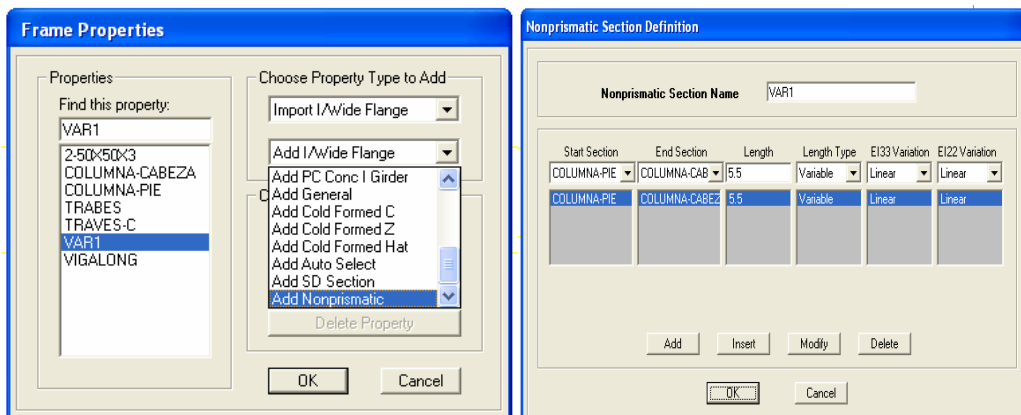 Frame Properties
Properties
Find this property:
VAR1
2-50X50X3
COLUMNA-CABEZA
COLUMNA-PIE
TRABES
TRAVES-C
VAR1
VIGALONG
Choose Property Type to Add
Import I/Wide Flange
Add I/Wide Flange
Add PC Conc I Girder
Add General
Add Cold Formed C
Add Cold Formed Z
Add Cold Formed Hat
Add Auto Select
Add SD Section
Add Nonprismatic
C
Delete Property
OK Cancel
Nonprismatic Section Definition
Nonprismatic Section Name VAR1
Start Section End Section Length Length Type EI33 Variation EI22 Variation
COLUMNA-PIE COLUMNA-CAB 5.5 Variable Linear Linear
COLUMNA-PIE COLUMNA-CABEZ 5.5 Variable Linear Linear
Add Insert Modify Delete
OK Cancel